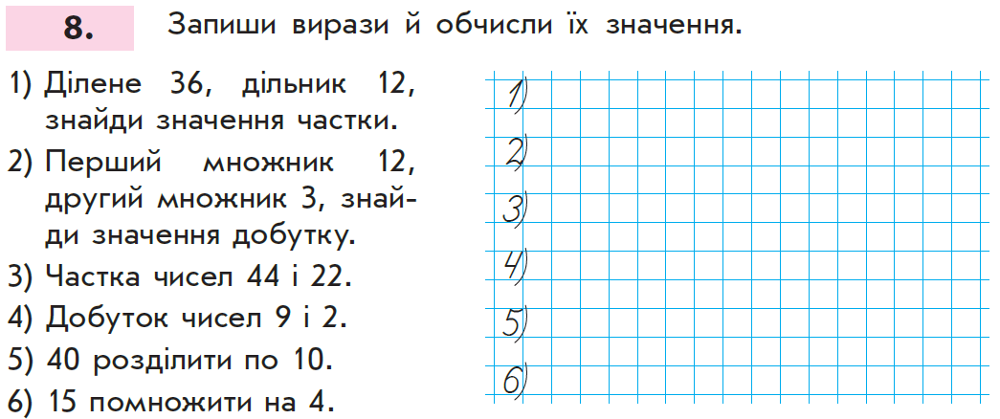 8. Запиши вирази й обчисли їх значення.
1) Ділене 36, дільник 12,
знайди значення частки.
2) Перший множник 12,
другий множник 3, знай-
ди значення добутку.
3) Частка чисел 44 і 22.
4) Добуток чисел 9 і 2.
5) 40 розділити по 10.
6) 15 помножити на 4.
1)
2)
3)
4)
5)
6)